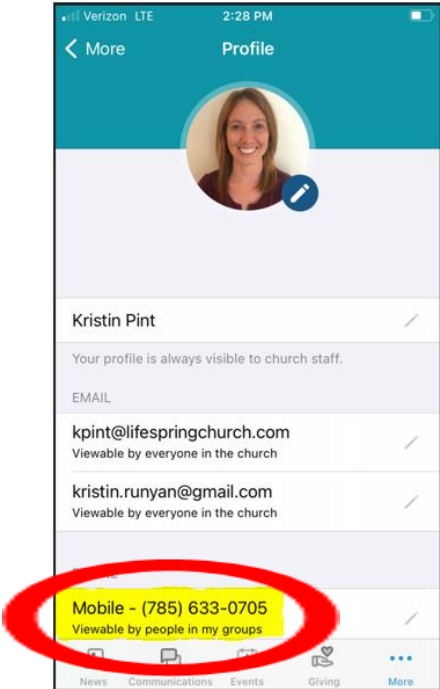 Verizon LTE 2:28 PM
More Profile
Kristin Pint
Your profile is always visible to church staff.
EMAIL
kpint@lifespringchurch.com
Viewable by everyone in the church
kristin.runyan@gmail.com
Viewable by everyone in the church
Mobile - (785) 633-0705
Viewable by people in my groups
News Communications Events Giving More